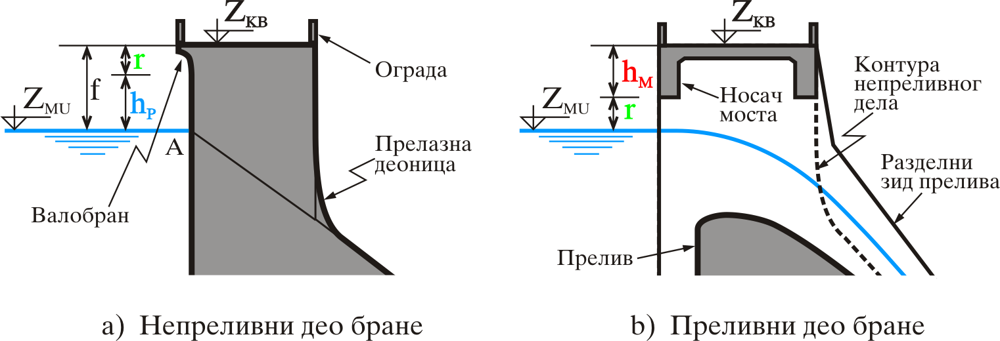 Z_KB
r
f
h_P
Z_MU
A
Ограда
Прелазна
деоница
Валобран
a) Непреливни део бране
Z_KB
h_M
r
Z_MU
Носач
моста
Контура
непреливног
дела
Разделни
зид прелива
Прелив
b) Преливни део бране